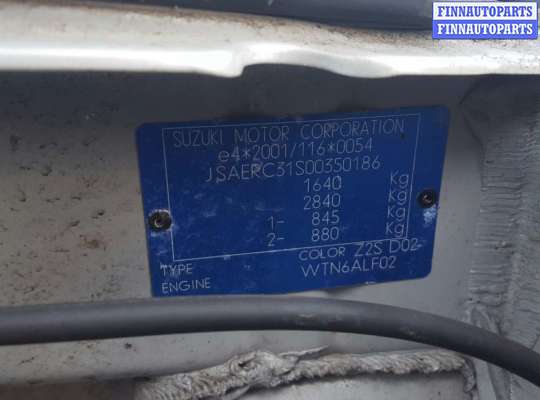 FINNAUTOPARTS
FINNAUTOPARTS
SUZUKI MOTOR CORPORATION
e4*2001/116*0054
JSAERC31S00350186
1640 Kg
2840 Kg
1- 845 Kg
2- 880 Kg
COLOR Z2S D02
TYPE WTN6ALF02
ENGINE